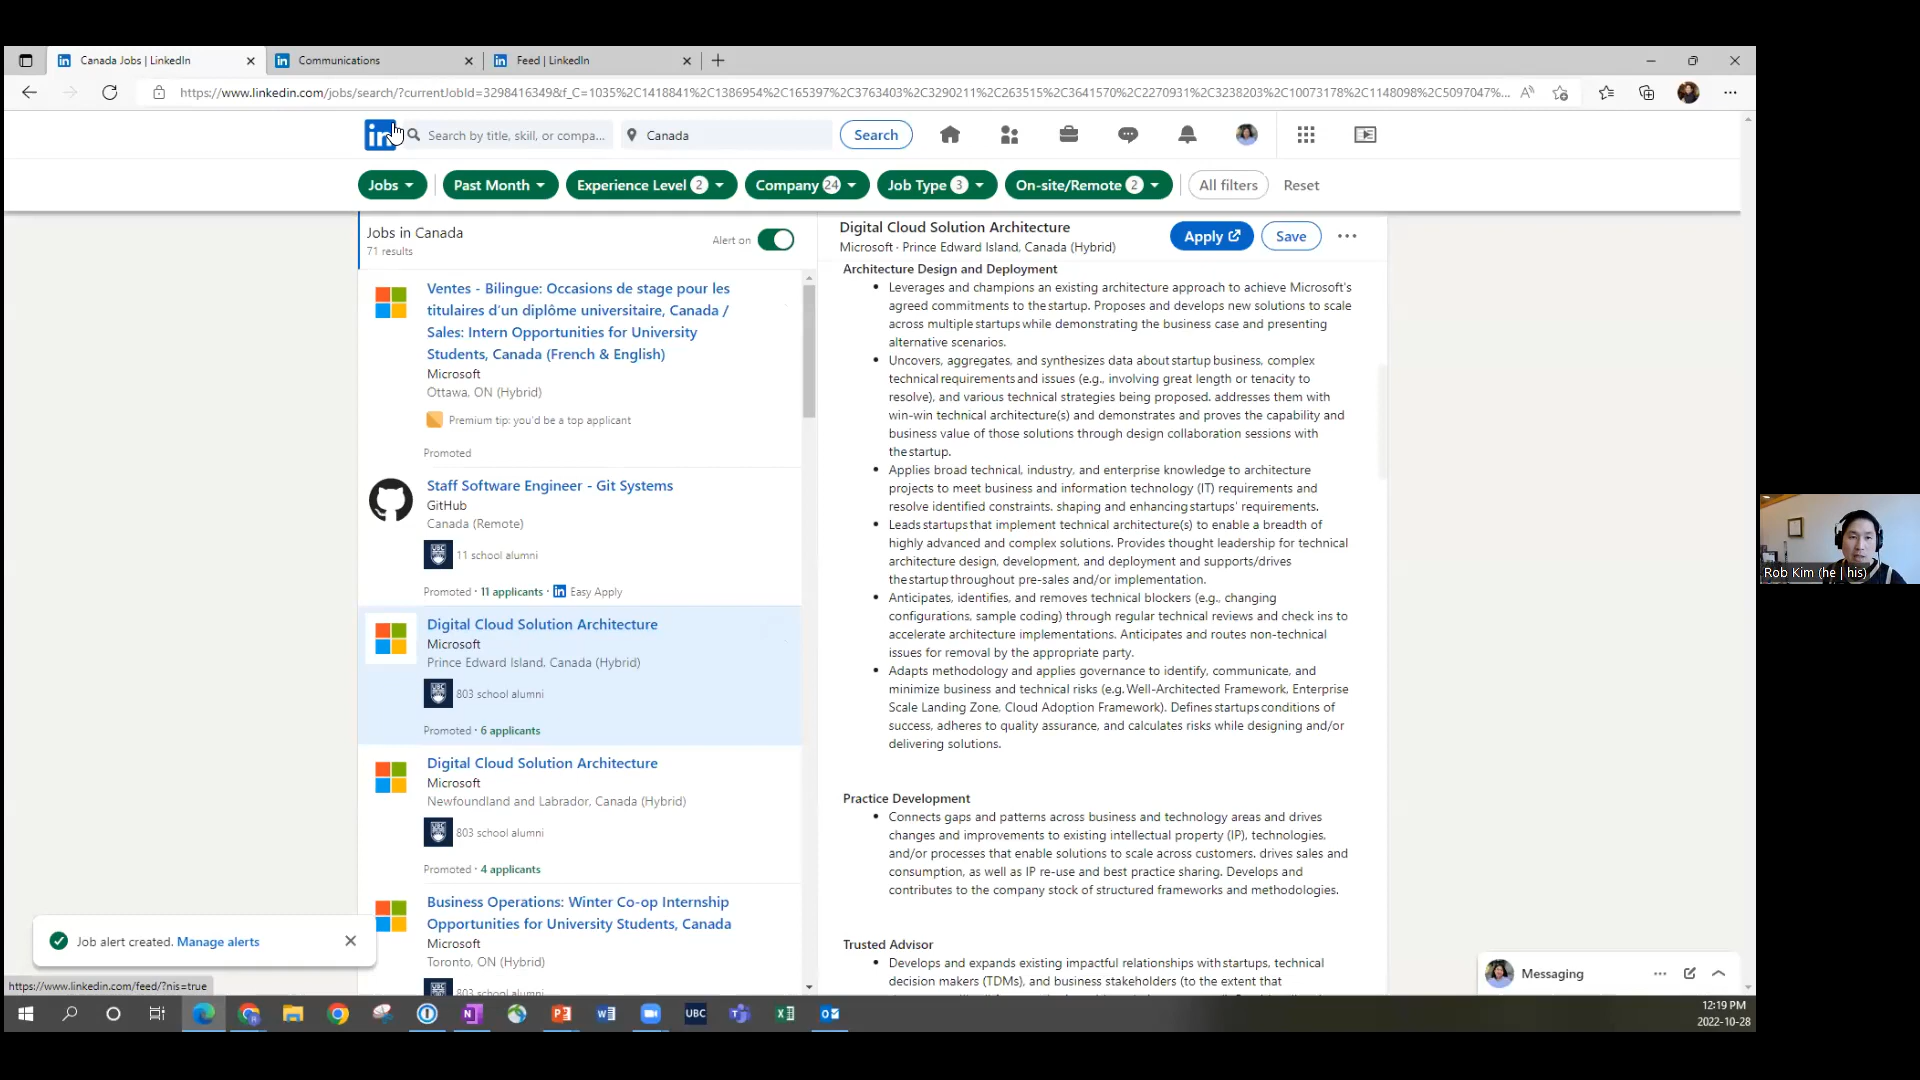 Canada Jobs | LinkedIn
Communications
Feed | LinkedIn
https://www.linkedin.com/jobs/search/?currentJobId=3298416349&f_C=1035%2C1418841%2C1386954%2C165397%2C3763403%2C3290211%2C263515%2C3641570%2C2270931%2C3238203%2C10073178%2C1148098%2C5097047%...
Search by title, skill, or compa...
Canada
Search
Jobs
Past Month
Experience Level 2
Company 24
Job Type 3
On-site/Remote 2
All filters
Reset
Jobs in Canada
71 results
Alert on
Ventes - Bilingue: Occasions de stage pour les
titulaires d'un diplôme universitaire, Canada /
Sales: Intern Opportunities for University
Students, Canada (French & English)
Microsoft
Ottawa, ON (Hybrid)
Premium tip: you'd be a top applicant
Promoted
Staff Software Engineer - Git Systems
GitHub
Canada (Remote)
UBC
11 school alumni
Promoted · 11 applicants · in Easy Apply
Digital Cloud Solution Architecture
Microsoft
Prince Edward Island, Canada (Hybrid)
UBC
803 school alumni
Promoted · 6 applicants
Digital Cloud Solution Architecture
Microsoft
Newfoundland and Labrador, Canada (Hybrid)
UBC
803 school alumni
Promoted · 4 applicants
Business Operations: Winter Co-op Internship
Opportunities for University Students, Canada
Microsoft
Toronto, ON (Hybrid)
803 school alumni
Digital Cloud Solution Architecture
Microsoft · Prince Edward Island, Canada (Hybrid)
Apply
Save
Architecture Design and Deployment
• Leverages and champions an existing architecture approach to achieve Microsoft's
agreed commitments to the startup. Proposes and develops new solutions to scale
across multiple startups while demonstrating the business case and presenting
alternative scenarios.
• Uncovers, aggregates, and synthesizes data about startup business, complex
technical requirements and issues (e.g., involving great length or tenacity to
resolve), and various technical strategies being proposed. addresses them with
win-win technical architecture(s) and demonstrates and proves the capability and
business value of those solutions through design collaboration sessions with
the startup.
• Applies broad technical, industry, and enterprise knowledge to architecture
projects to meet business and information technology (IT) requirements and
resolve identified constraints. shaping and enhancing startups' requirements.
• Leads startups that implement technical architecture(s) to enable a breadth of
highly advanced and complex solutions. Provides thought leadership for technical
architecture design, development, and deployment and supports/drives
the startup throughout pre-sales and/or implementation.
• Anticipates, identifies, and removes technical blockers (e.g., changing
configurations, sample coding) through regular technical reviews and check ins to
accelerate architecture implementations. Anticipates and routes non-technical
issues for removal by the appropriate party.
• Adapts methodology and applies governance to identify, communicate, and
minimize business and technical risks (e.g. Well-Architected Framework, Enterprise
Scale Landing Zone, Cloud Adoption Framework). Defines startups conditions of
success, adheres to quality assurance, and calculates risks while designing and/or
delivering solutions.
Practice Development
• Connects gaps and patterns across business and technology areas and drives
changes and improvements to existing intellectual property (IP), technologies,
and/or processes that enable solutions to scale across customers. drives sales and
consumption, as well as IP re-use and best practice sharing. Develops and
contributes to the company stock of structured frameworks and methodologies.
Trusted Advisor
• Develops and expands existing impactful relationships with startups, technical
decision makers (TDMs), and business stakeholders (to the extent that
Job alert created. Manage alerts
https://www.linkedin.com/feed/?nis=true
Messaging
UBC
12:19 PM
2022-10-28
Rob Kim (he | his)